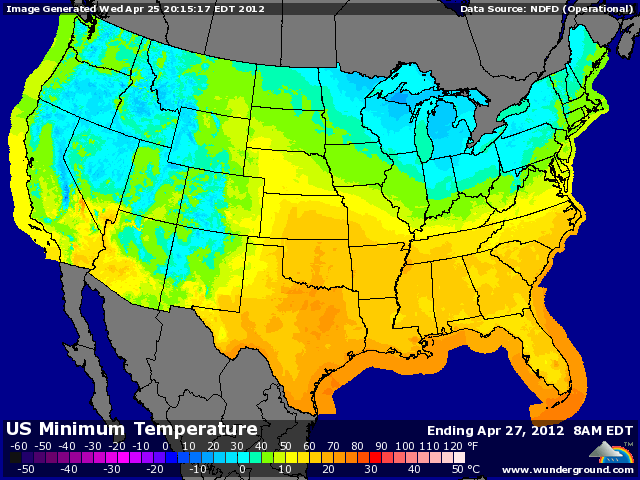 Image Generated Wed Apr 25 20:15:17 EDT 2012 Data Source: NDFD (Operational)
US Minimum Temperature Ending Apr 27, 2012 8AM EDT
-60 -50 -40 -30 -20 -10 0 10 20 30 40 50 60 70 80 90 100 110 120 °F
-50 -40 -30 -20 -10 0 10 20 30 40 50 °C
TM
www.wunderground.com